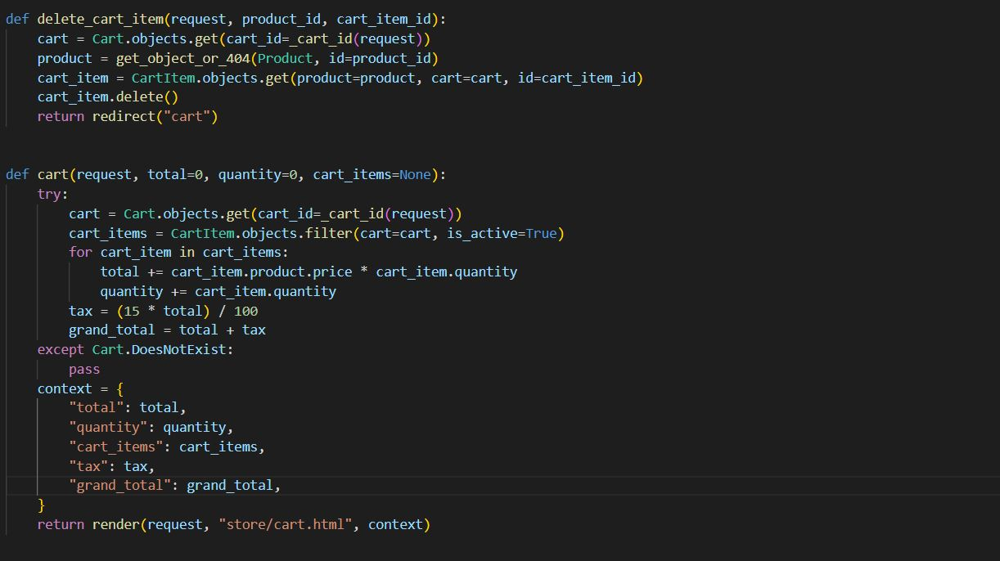 def delete_cart_item(request, product_id, cart_item_id):
    cart = Cart.objects.get(cart_id=_cart_id(request))
    product = get_object_or_404(Product, id=product_id)
    cart_item = CartItem.objects.get(product=product, cart=cart, id=cart_item_id)
    cart_item.delete()
    return redirect("cart")
def cart(request, total=0, quantity=0, cart_items=None):
    try:
        cart = Cart.objects.get(cart_id=_cart_id(request))
        cart_items = CartItem.objects.filter(cart=cart, is_active=True)
        for cart_item in cart_items:
            total += cart_item.product.price * cart_item.quantity
            quantity += cart_item.quantity
        tax = (15 * total) / 100
        grand_total = total + tax
    except Cart.DoesNotExist:
        pass
    context = {
        "total": total,
        "quantity": quantity,
        "cart_items": cart_items,
        "tax": tax,
        "grand_total": grand_total,
    }
    return render(request, "store/cart.html", context)